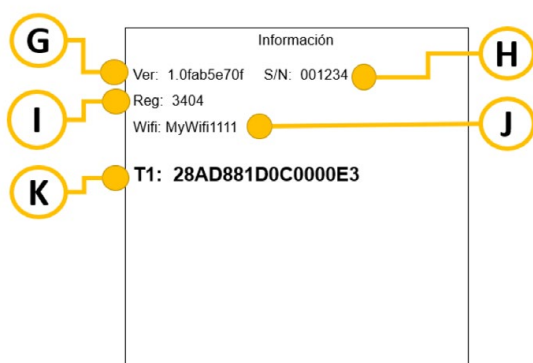 Información
G
H
Ver: 1.0fab5e70f S/N: 001234
I
Reg: 3404
J
Wifi: MyWifi1111
K
T1: 28AD881D0C0000E3